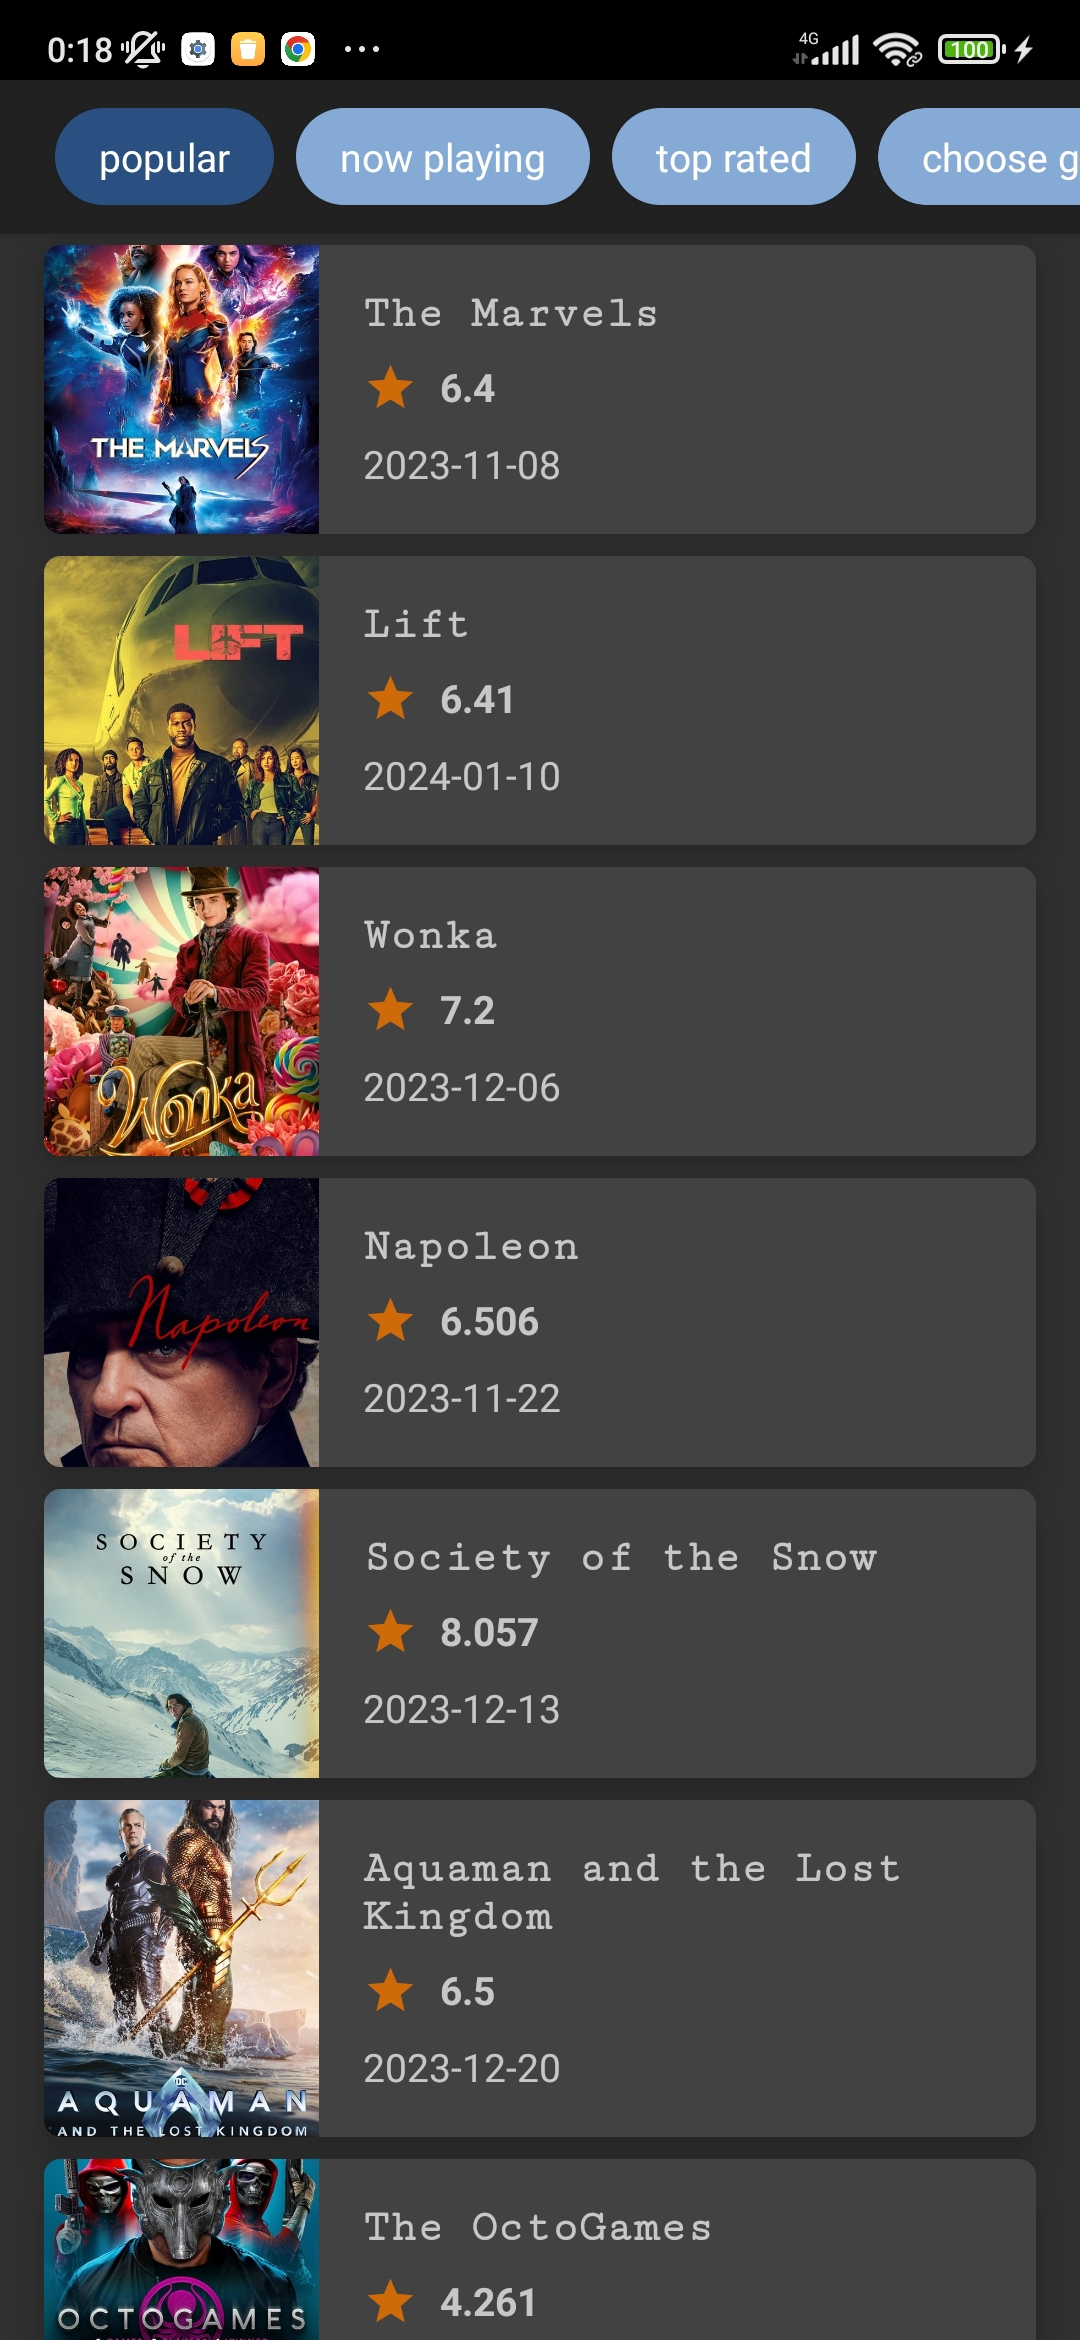 0:18
4G
100
popular
now playing
top rated
choose g
THE MARVELS
The Marvels
6.4
2023-11-08
LIFT
Lift
6.41
2024-01-10
Wonka
Wonka
7.2
2023-12-06
Napoleon
Napoleon
6.506
2023-11-22
SOCIETY
of the
SNOW
Society of the Snow
8.057
2023-12-13
DC
AQUAMAN
AND THE LOST KINGDOM
Aquaman and the Lost
Kingdom
6.5
2023-12-20
OCTOGAMES
The OctoGames
4.261